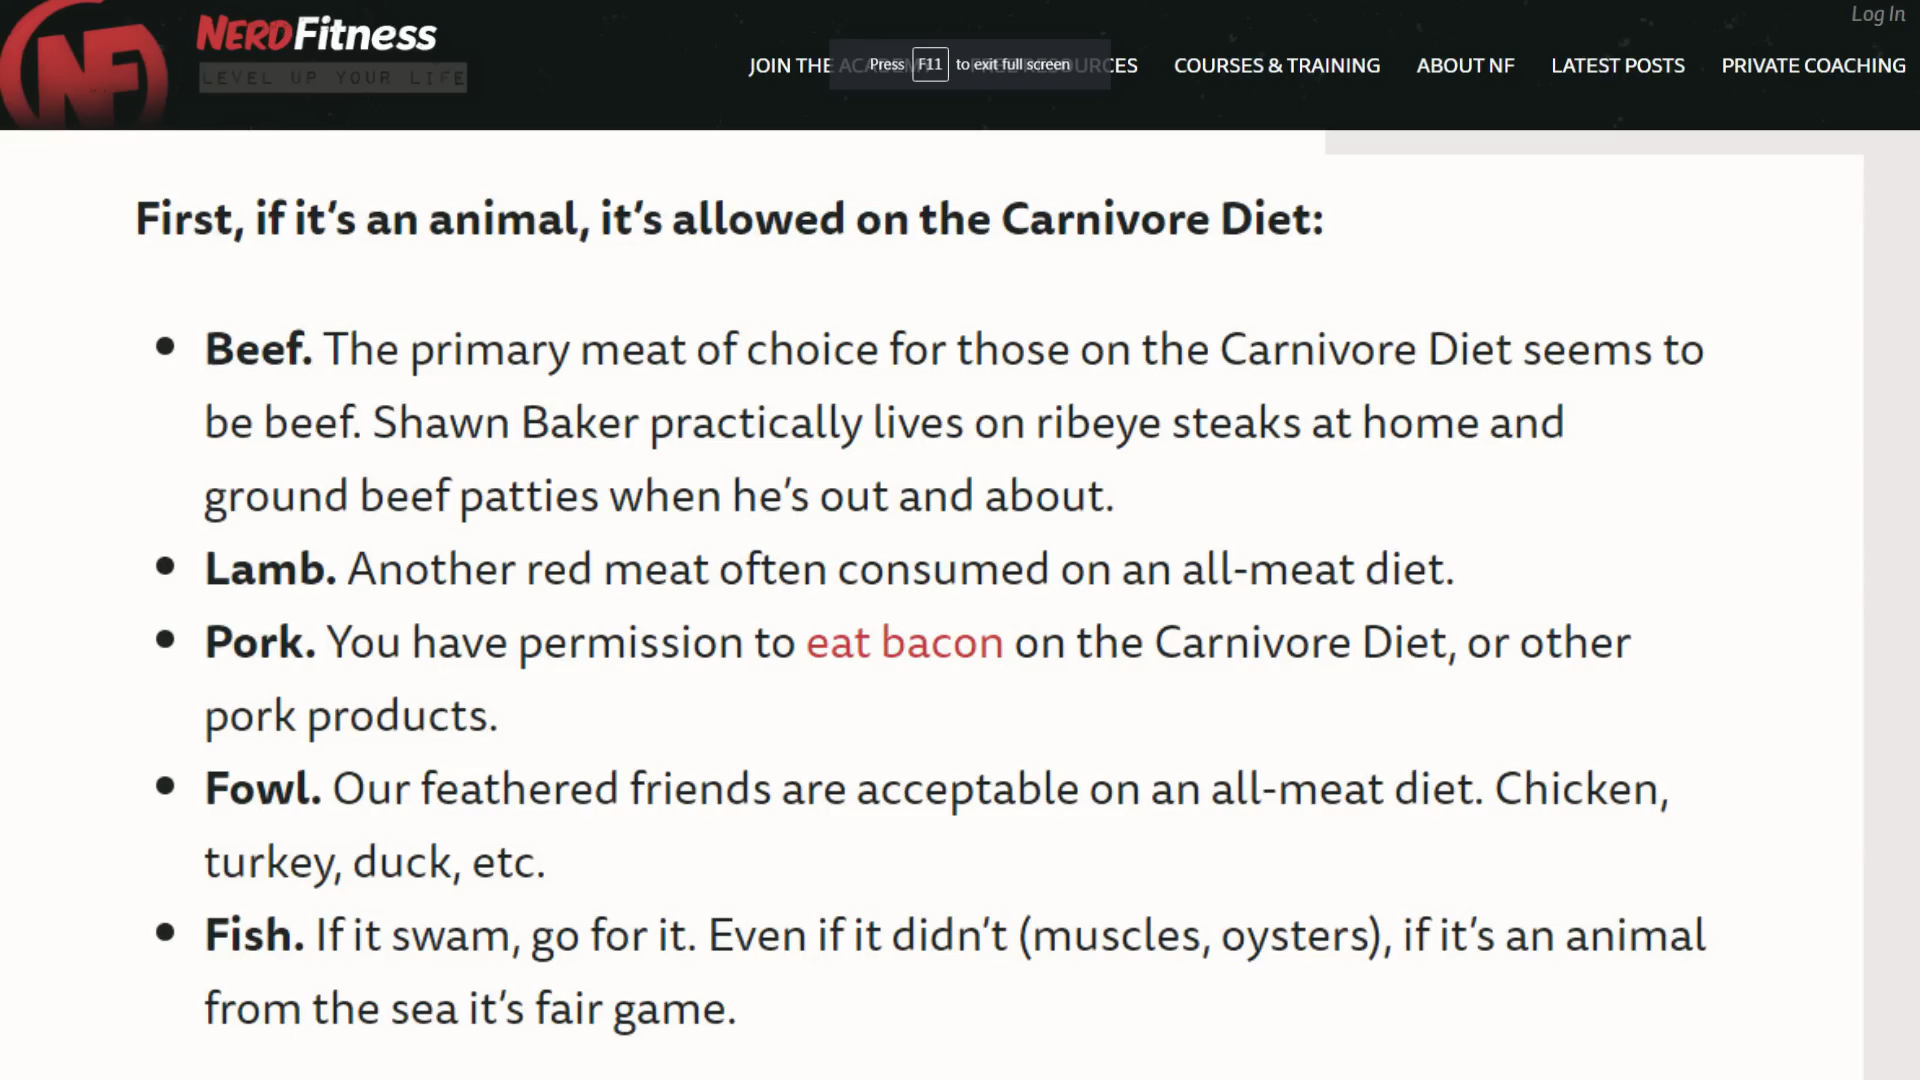 Log In
NF
NERDFitness
LEVEL UP YOUR LIFE
JOIN THE ACADEMY FREE RESOURCES COURSES & TRAINING ABOUT NF LATEST POSTS PRIVATE COACHING
Press F11 to exit full screen
First, if it's an animal, it's allowed on the Carnivore Diet:
• Beef. The primary meat of choice for those on the Carnivore Diet seems to
be beef. Shawn Baker practically lives on ribeye steaks at home and
ground beef patties when he's out and about.
• Lamb. Another red meat often consumed on an all-meat diet.
• Pork. You have permission to eat bacon on the Carnivore Diet, or other
pork products.
• Fowl. Our feathered friends are acceptable on an all-meat diet. Chicken,
turkey, duck, etc.
• Fish. If it swam, go for it. Even if it didn't (muscles, oysters), if it's an animal
from the sea it's fair game.